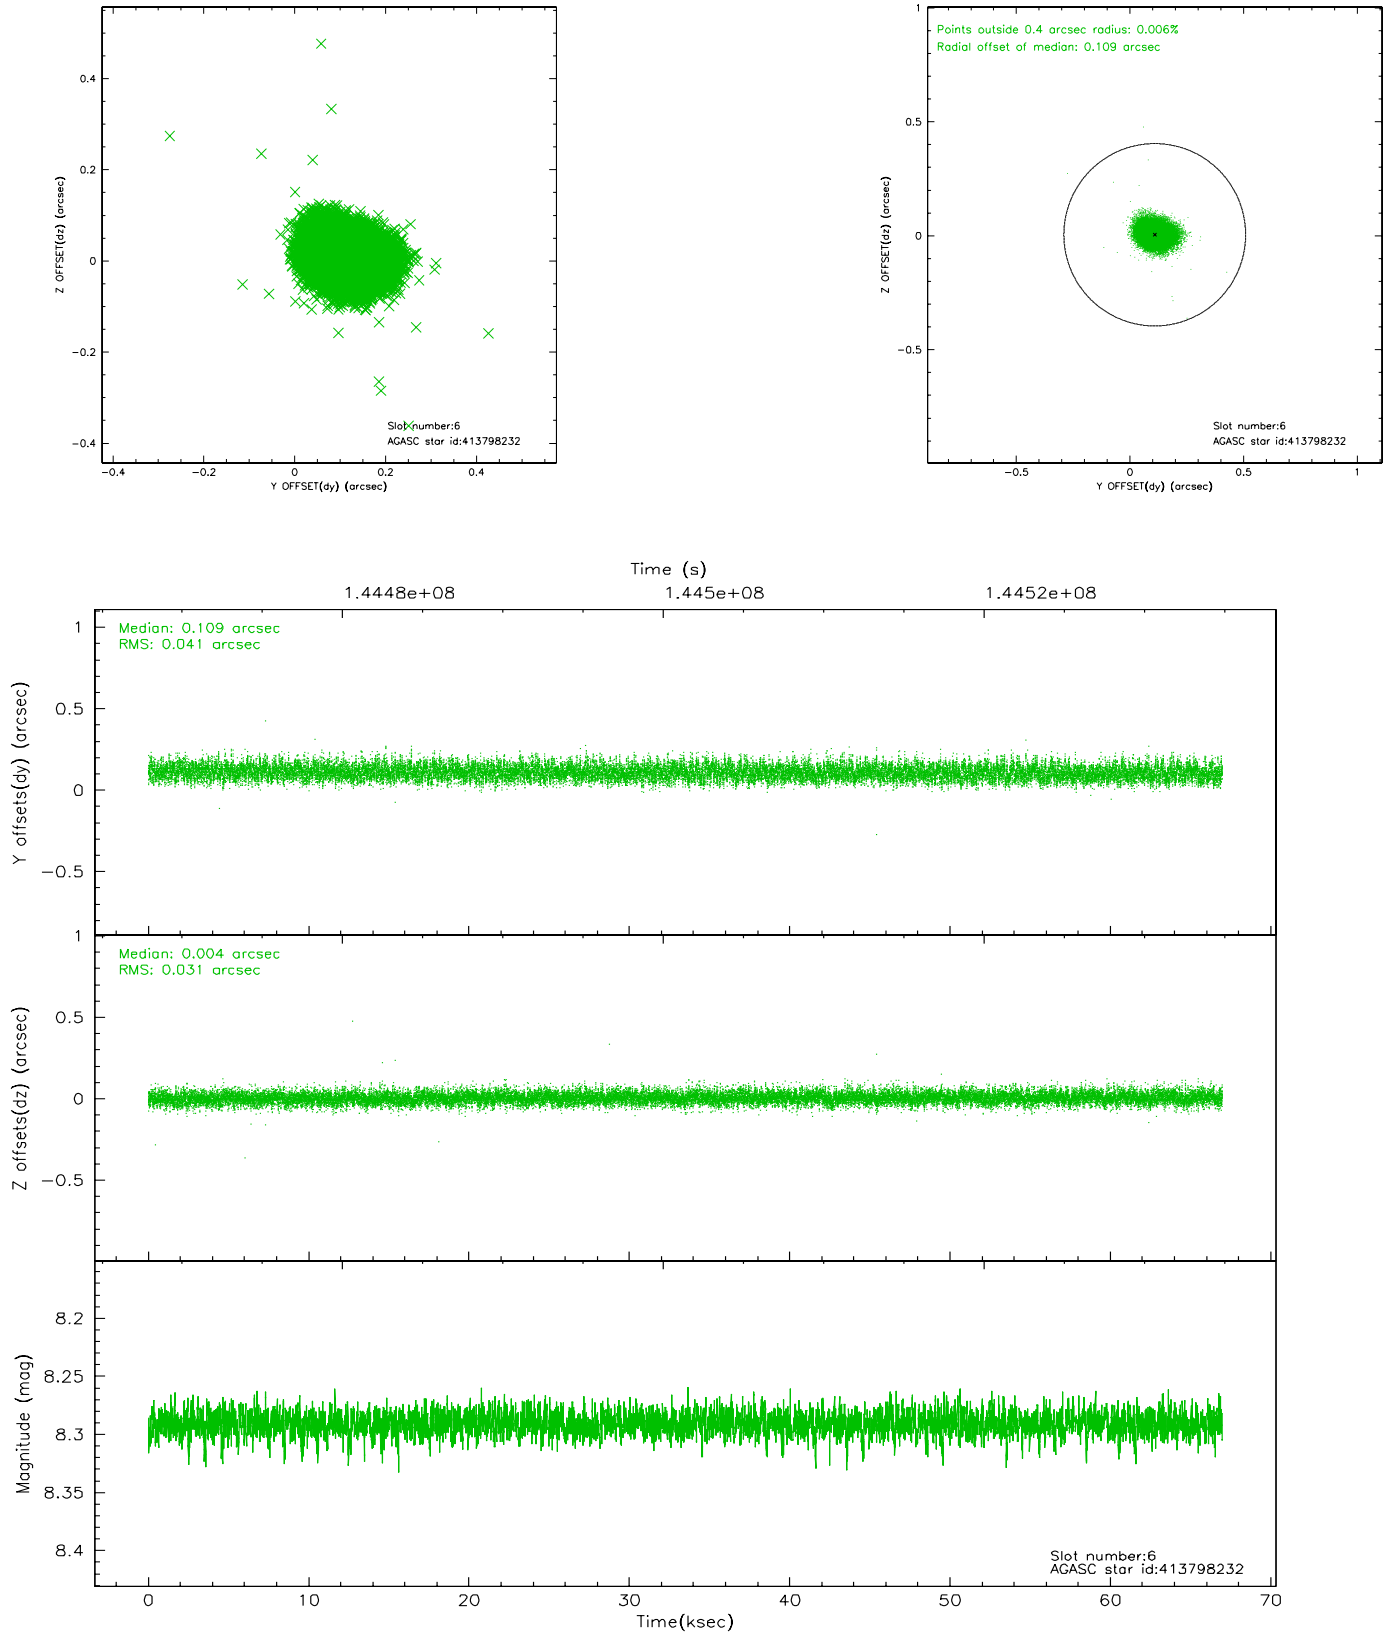 0.4
0.2
0
−0.2
−0.4
Z OFFSET(dz) (arcsec)
Slot number:6
AGASC star id:413798232
−0.4 −0.2 0 0.2 0.4
Y OFFSET(dy) (arcsec)
1
0.5
0
−0.5
Z OFFSET(dz) (arcsec)
Points outside 0.4 arcsec radius: 0.006%
Radial offset of median: 0.109 arcsec
Slot number:6
AGASC star id:413798232
−0.5 0 0.5 1
Y OFFSET(dy) (arcsec)
Time (s)
1.4448e+08 1.445e+08 1.4452e+08
Median: 0.109 arcsec
RMS: 0.041 arcsec
1
0.5
0
−0.5
Y offsets(dy) (arcsec)
Median: 0.004 arcsec
RMS: 0.031 arcsec
1
0.5
0
−0.5
Z offsets(dz) (arcsec)
8.2
8.25
8.3
8.35
8.4
Magnitude (mag)
Slot number:6
AGASC star id:413798232
0 10 20 30 40 50 60 70
Time(ksec)